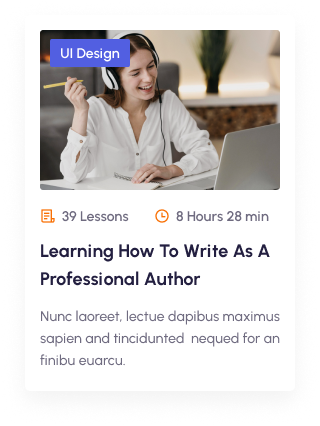 UI Design
39 Lessons
8 Hours 28 min
Learning How To Write As A
Professional Author
Nunc laoreet, lectue dapibus maximus
sapien and tincidunted nequed for an
finibu euarcu.